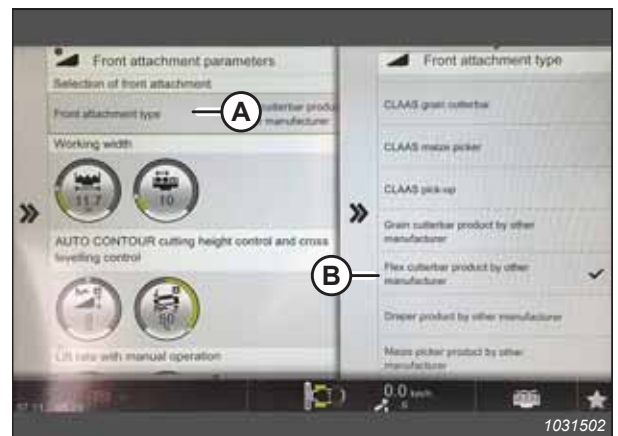 Front attachment parameters
Selection of front attachment
Front attachment type
cutterbar produ
manufacturer
A
Working width
11.7
10
AUTO CONTOUR cutting height control and cross
levelling control
50
Lift rate with manual operation
Front attachment type
CLAAS grain cutterbar
CLAAS maize picker
CLAAS pick-up
Grain cutterbar product by other
manufacturer
B
Flex cutterbar product by other
manufacturer
Draper product by other manufacturer
Maize picker product by other
manufacturer
0.0 km/h
1031502